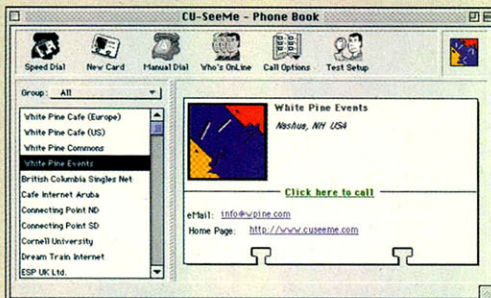 CU-SeeMe - Phone Book
Speed Dial New Card Manual Dial Who's OnLine Call Options Test Setup
Group: All
White Pine Cafe (Europe)
White Pine Cafe (US)
White Pine Commons
White Pine Events
British Columbia Singles Net
Cafe Internet Aruba
Connecting Point ND
Connecting Point SD
Cornell University
Dream Train Internet
ESP UK Ltd.
White Pine Events
Nashua, NH USA
Click here to call
eMail: info@wpine.com
Home Page: http://www.cuseeme.com